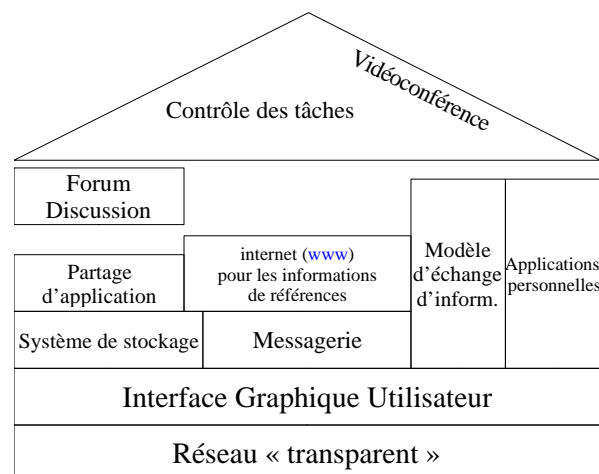 Vidéoconférence
Contrôle des tâches
Forum
Discussion
Partage
d'application
internet (www)
pour les informations
de références
Modèle
d'échange
d'inform.
Applications
personnelles
Système de stockage
Messagerie
Interface Graphique Utilisateur
Réseau « transparent »